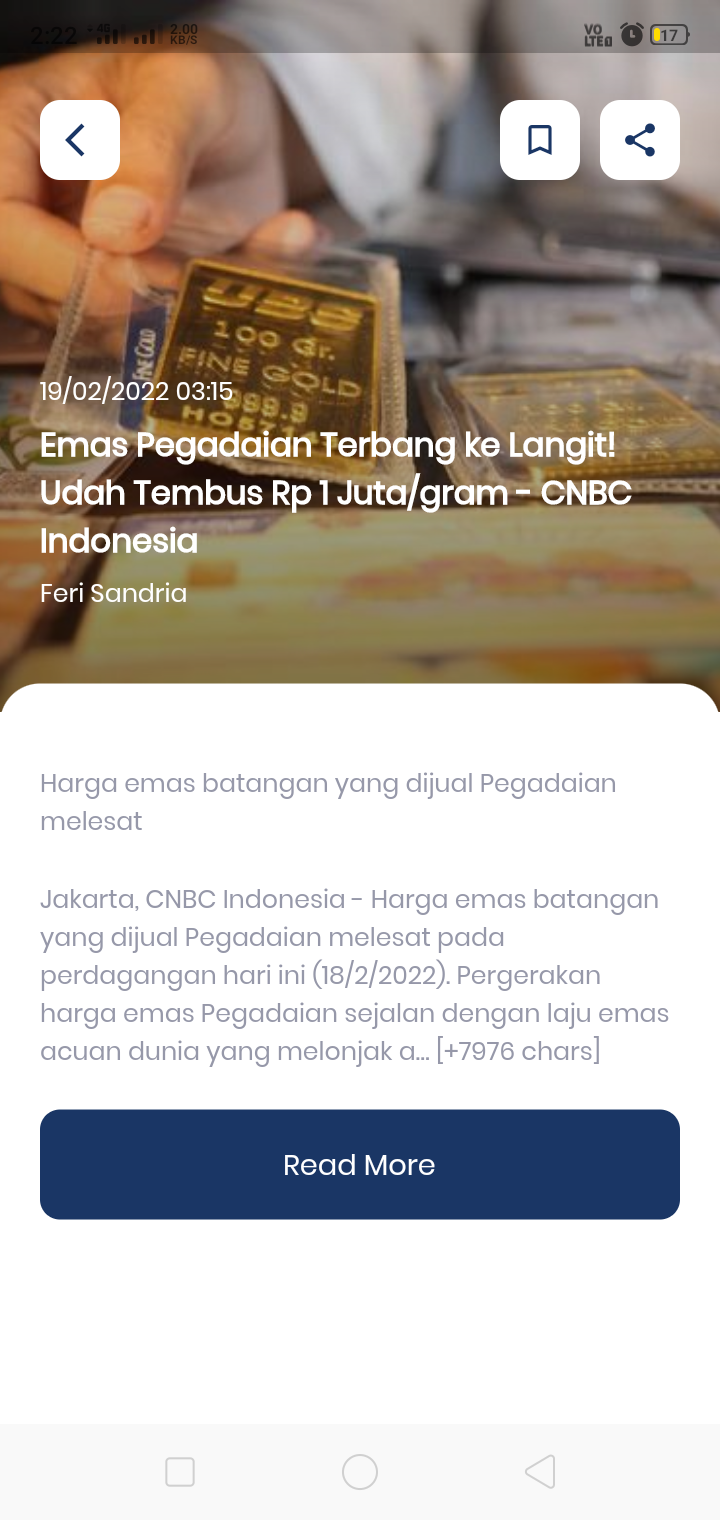 2:22
4G
2.00
KB/S
VO
LTE
17
UBS
100 Gr.
FINE GOLD
999.9
FINE GOLD
19/02/2022 03:15
Emas Pegadaian Terbang ke Langit!
Udah Tembus Rp 1 Juta/gram - CNBC
Indonesia
Feri Sandria
Harga emas batangan yang dijual Pegadaian
melesat
Jakarta, CNBC Indonesia - Harga emas batangan
yang dijual Pegadaian melesat pada
perdagangan hari ini (18/2/2022). Pergerakan
harga emas Pegadaian sejalan dengan laju emas
acuan dunia yang melonjak a... [+7976 chars]
Read More